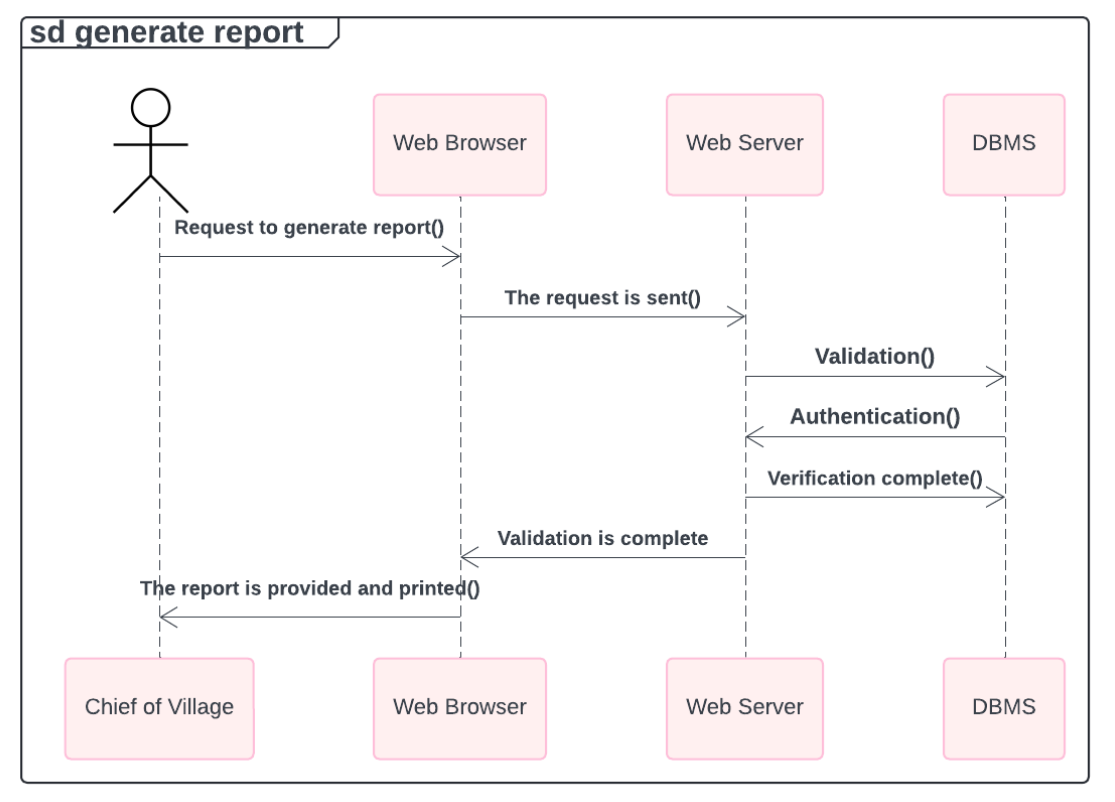 sd generate report
Web Browser
Web Server
DBMS
Request to generate report()
The request is sent()
Validation()
Authentication()
Verification complete()
Validation is complete
The report is provided and printed()
Chief of Village
Web Browser
Web Server
DBMS